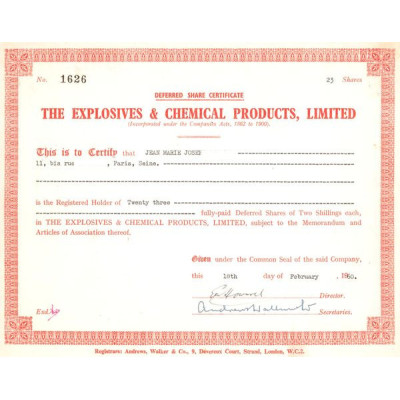 No. 1626 25 Shares
DEFERRED SHARE CERTIFICATE
THE EXPLOSIVES & CHEMICAL PRODUCTS, LIMITED
(Incorporated under the Companies Acts, 1862 to 1900).
This is to Certify that JEAN MARIE JOSEN
11, bis rue , Paris, Seine.
is the Registered Holder of Twenty three
fully-paid Deferred Shares of Two Shillings each,
in THE EXPLOSIVES & CHEMICAL PRODUCTS, LIMITED, subject to the Memorandum and
Articles of Association thereof.
Given under the Common Seal of the said Company,
this 10th day of February , 1960.
Director.
Secretaries.
Exd.
Registrars: Andrews, Walker & Co., 9, Devereux Court, Strand, London, W.C.2.